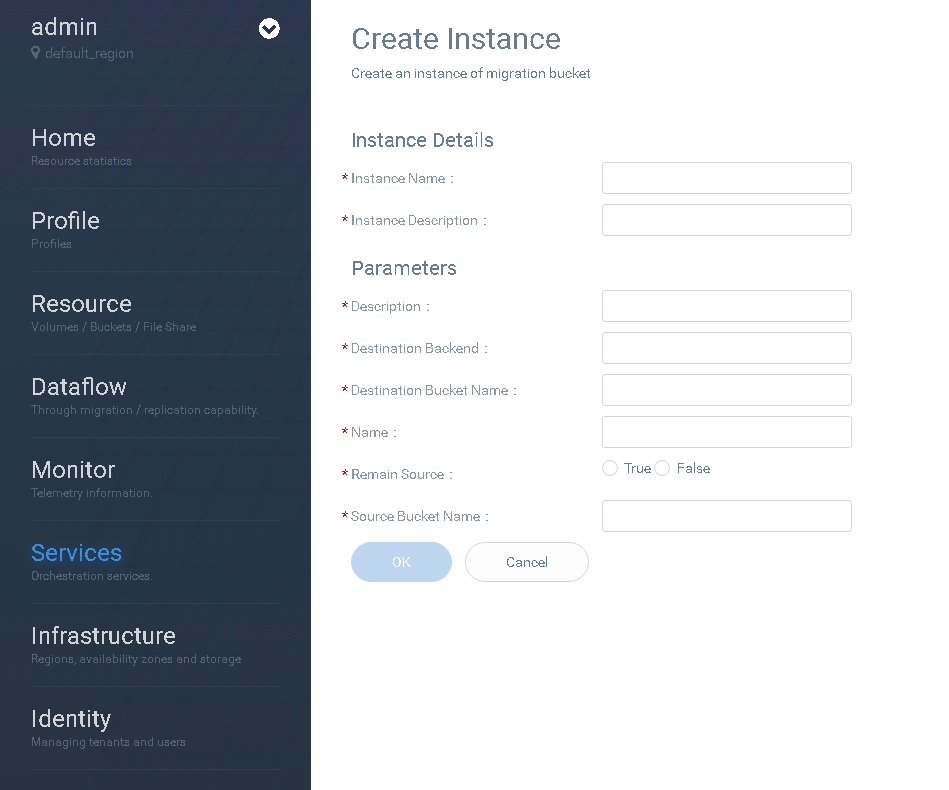 admin
default_region
Home
Resource statistics
Profile
Profiles
Resource
Volumes / Buckets / File Share
Dataflow
Through migration / replication capability.
Monitor
Telemetry information.
Services
Orchestration services.
Infrastructure
Regions, availability zones and storage
Identity
Managing tenants and users
Create Instance
Create an instance of migration bucket
Instance Details
* Instance Name :
* Instance Description :
Parameters
* Description :
* Destination Backend :
* Destination Bucket Name :
* Name :
* Remain Source : True False
* Source Bucket Name :
OK Cancel